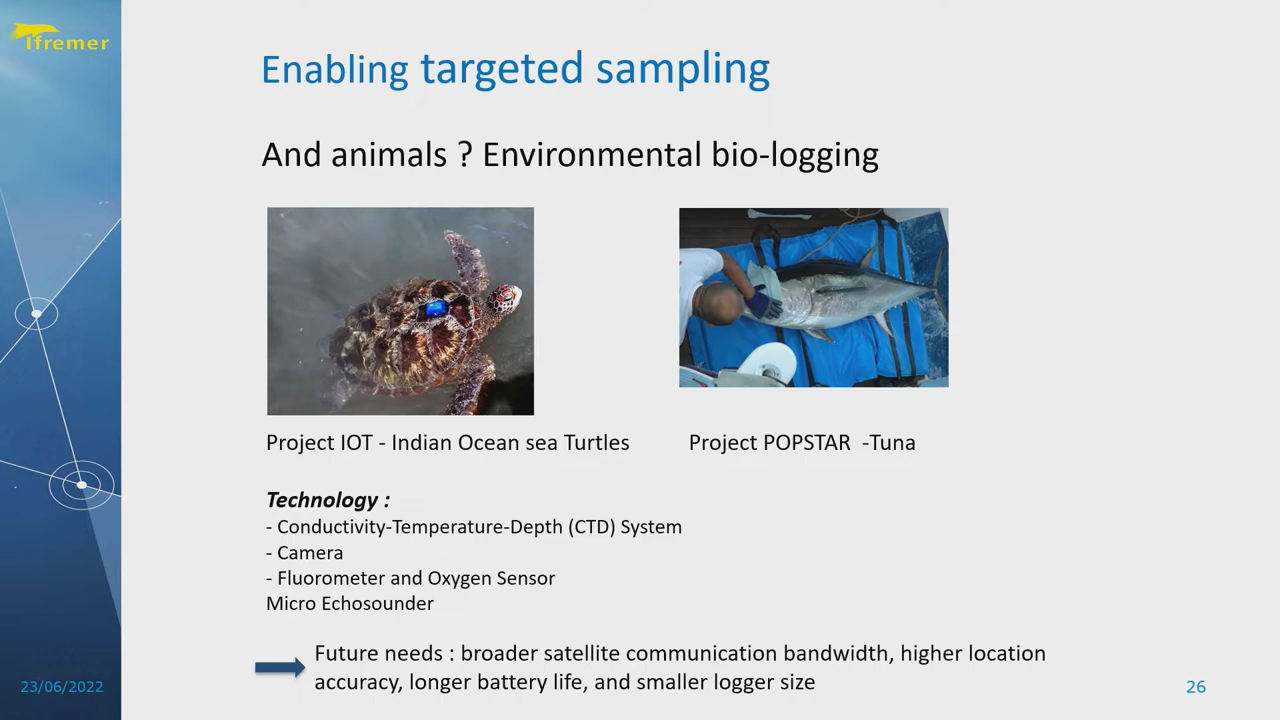 Ifremer
Enabling targeted sampling
And animals ? Environmental bio-logging
Project IOT - Indian Ocean sea Turtles
Project POPSTAR -Tuna
Technology :
- Conductivity-Temperature-Depth (CTD) System
- Camera
- Fluorometer and Oxygen Sensor
Micro Echosounder
Future needs : broader satellite communication bandwidth, higher location
accuracy, longer battery life, and smaller logger size
23/06/2022
26